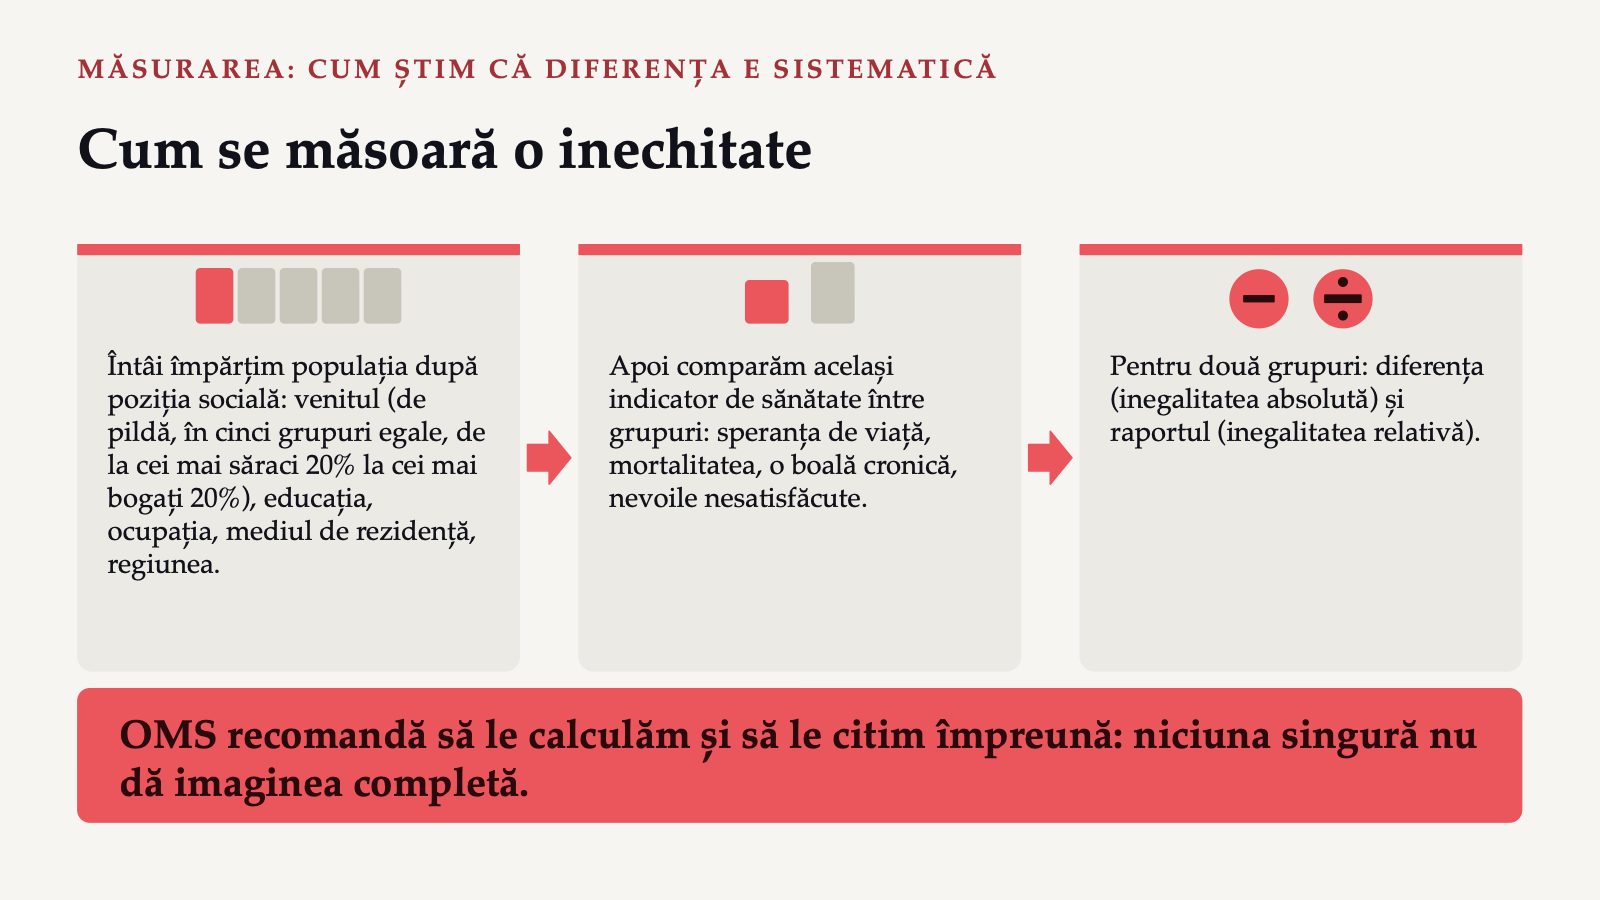 MĂSURAREA: CUM ȘTIM CĂ DIFERENȚA E SISTEMATICĂ
Cum se măsoară o inechitate
Întâi împărțim populația după
poziția socială: venitul (de
pildă, în cinci grupuri egale, de
la cei mai săraci 20% la cei mai
bogați 20%), educația,
ocupația, mediul de rezidență,
regiunea.
Apoi comparăm același
indicator de sănătate între
grupuri: speranța de viață,
mortalitatea, o boală cronică,
nevoile nesatisfăcute.
Pentru două grupuri: diferența
(inegalitatea absolută) și
raportul (inegalitatea relativă).
OMS recomandă să le calculăm și să le citim împreună: niciuna singură nu
dă imaginea completă.